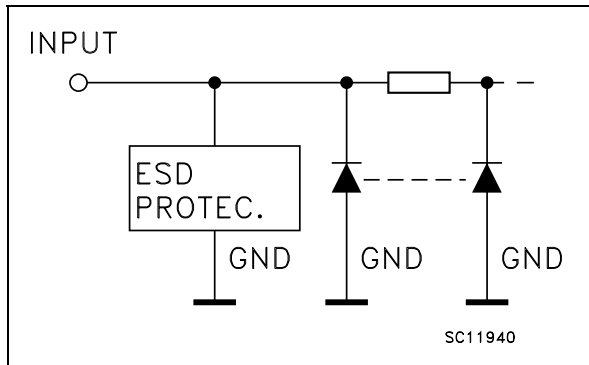 INPUT
ESD
PROTEC.
GND
GND
GND
SC11940